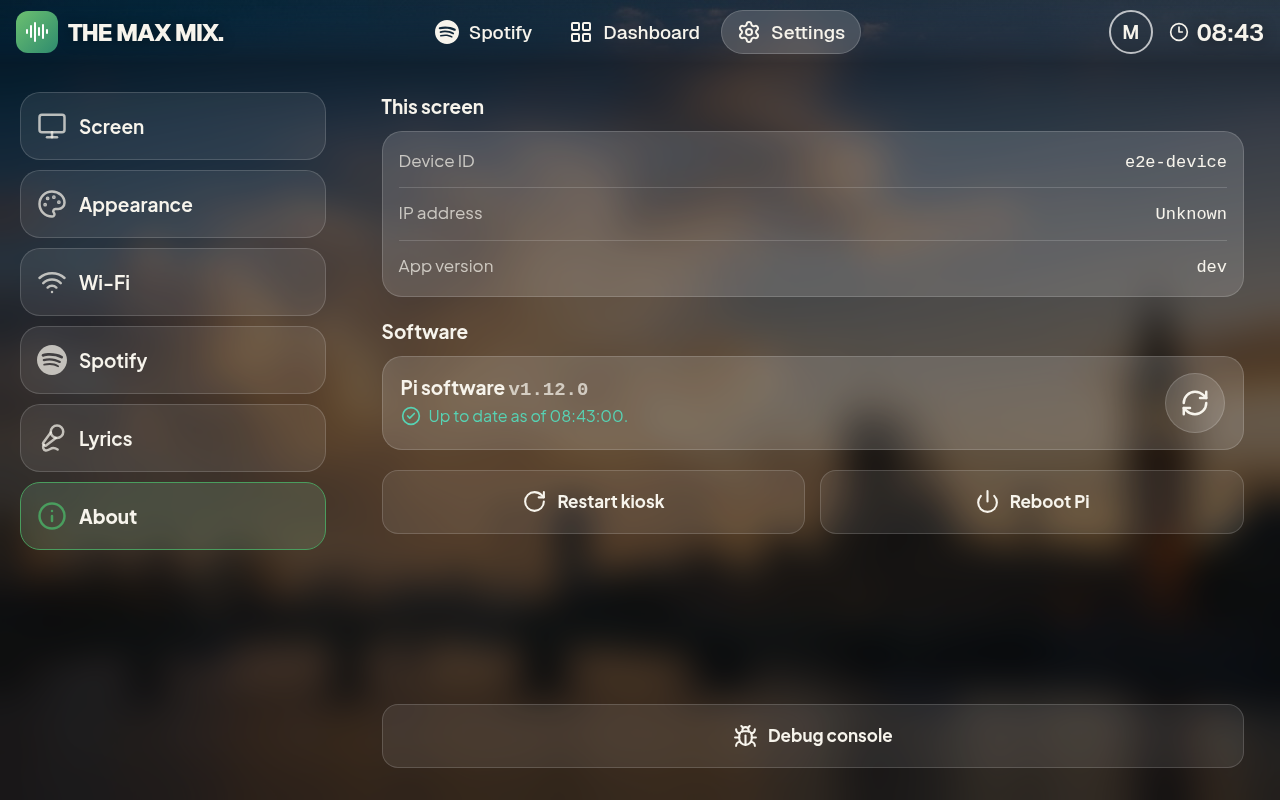 THE MAX MIX.
Spotify
Dashboard
Settings
M
08:43
Screen
Appearance
Wi-Fi
Spotify
Lyrics
About
This screen
Device ID e2e-device
IP address Unknown
App version dev
Software
Pi software v1.12.0
Up to date as of 08:43:00.
Restart kiosk
Reboot Pi
Debug console